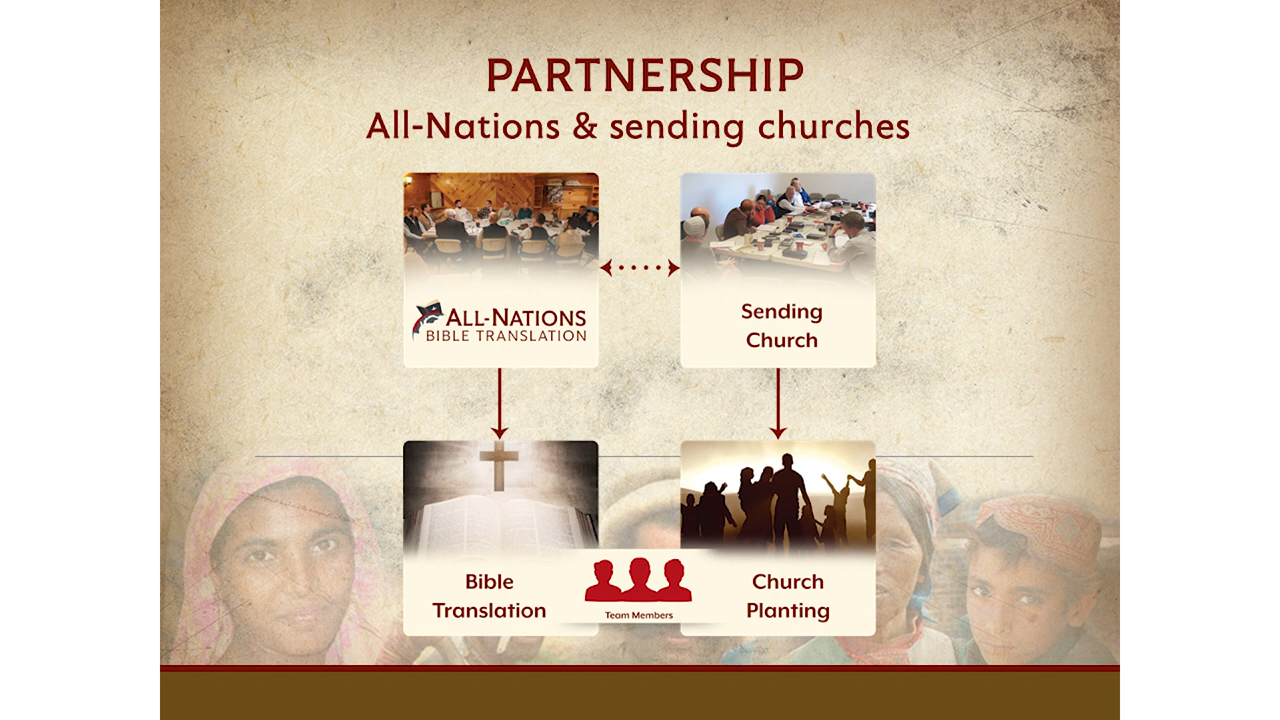 PARTNERSHIP
All-Nations & sending churches
ALL-NATIONS
BIBLE TRANSLATION
Sending
Church
Bible
Translation
Team Members
Church
Planting